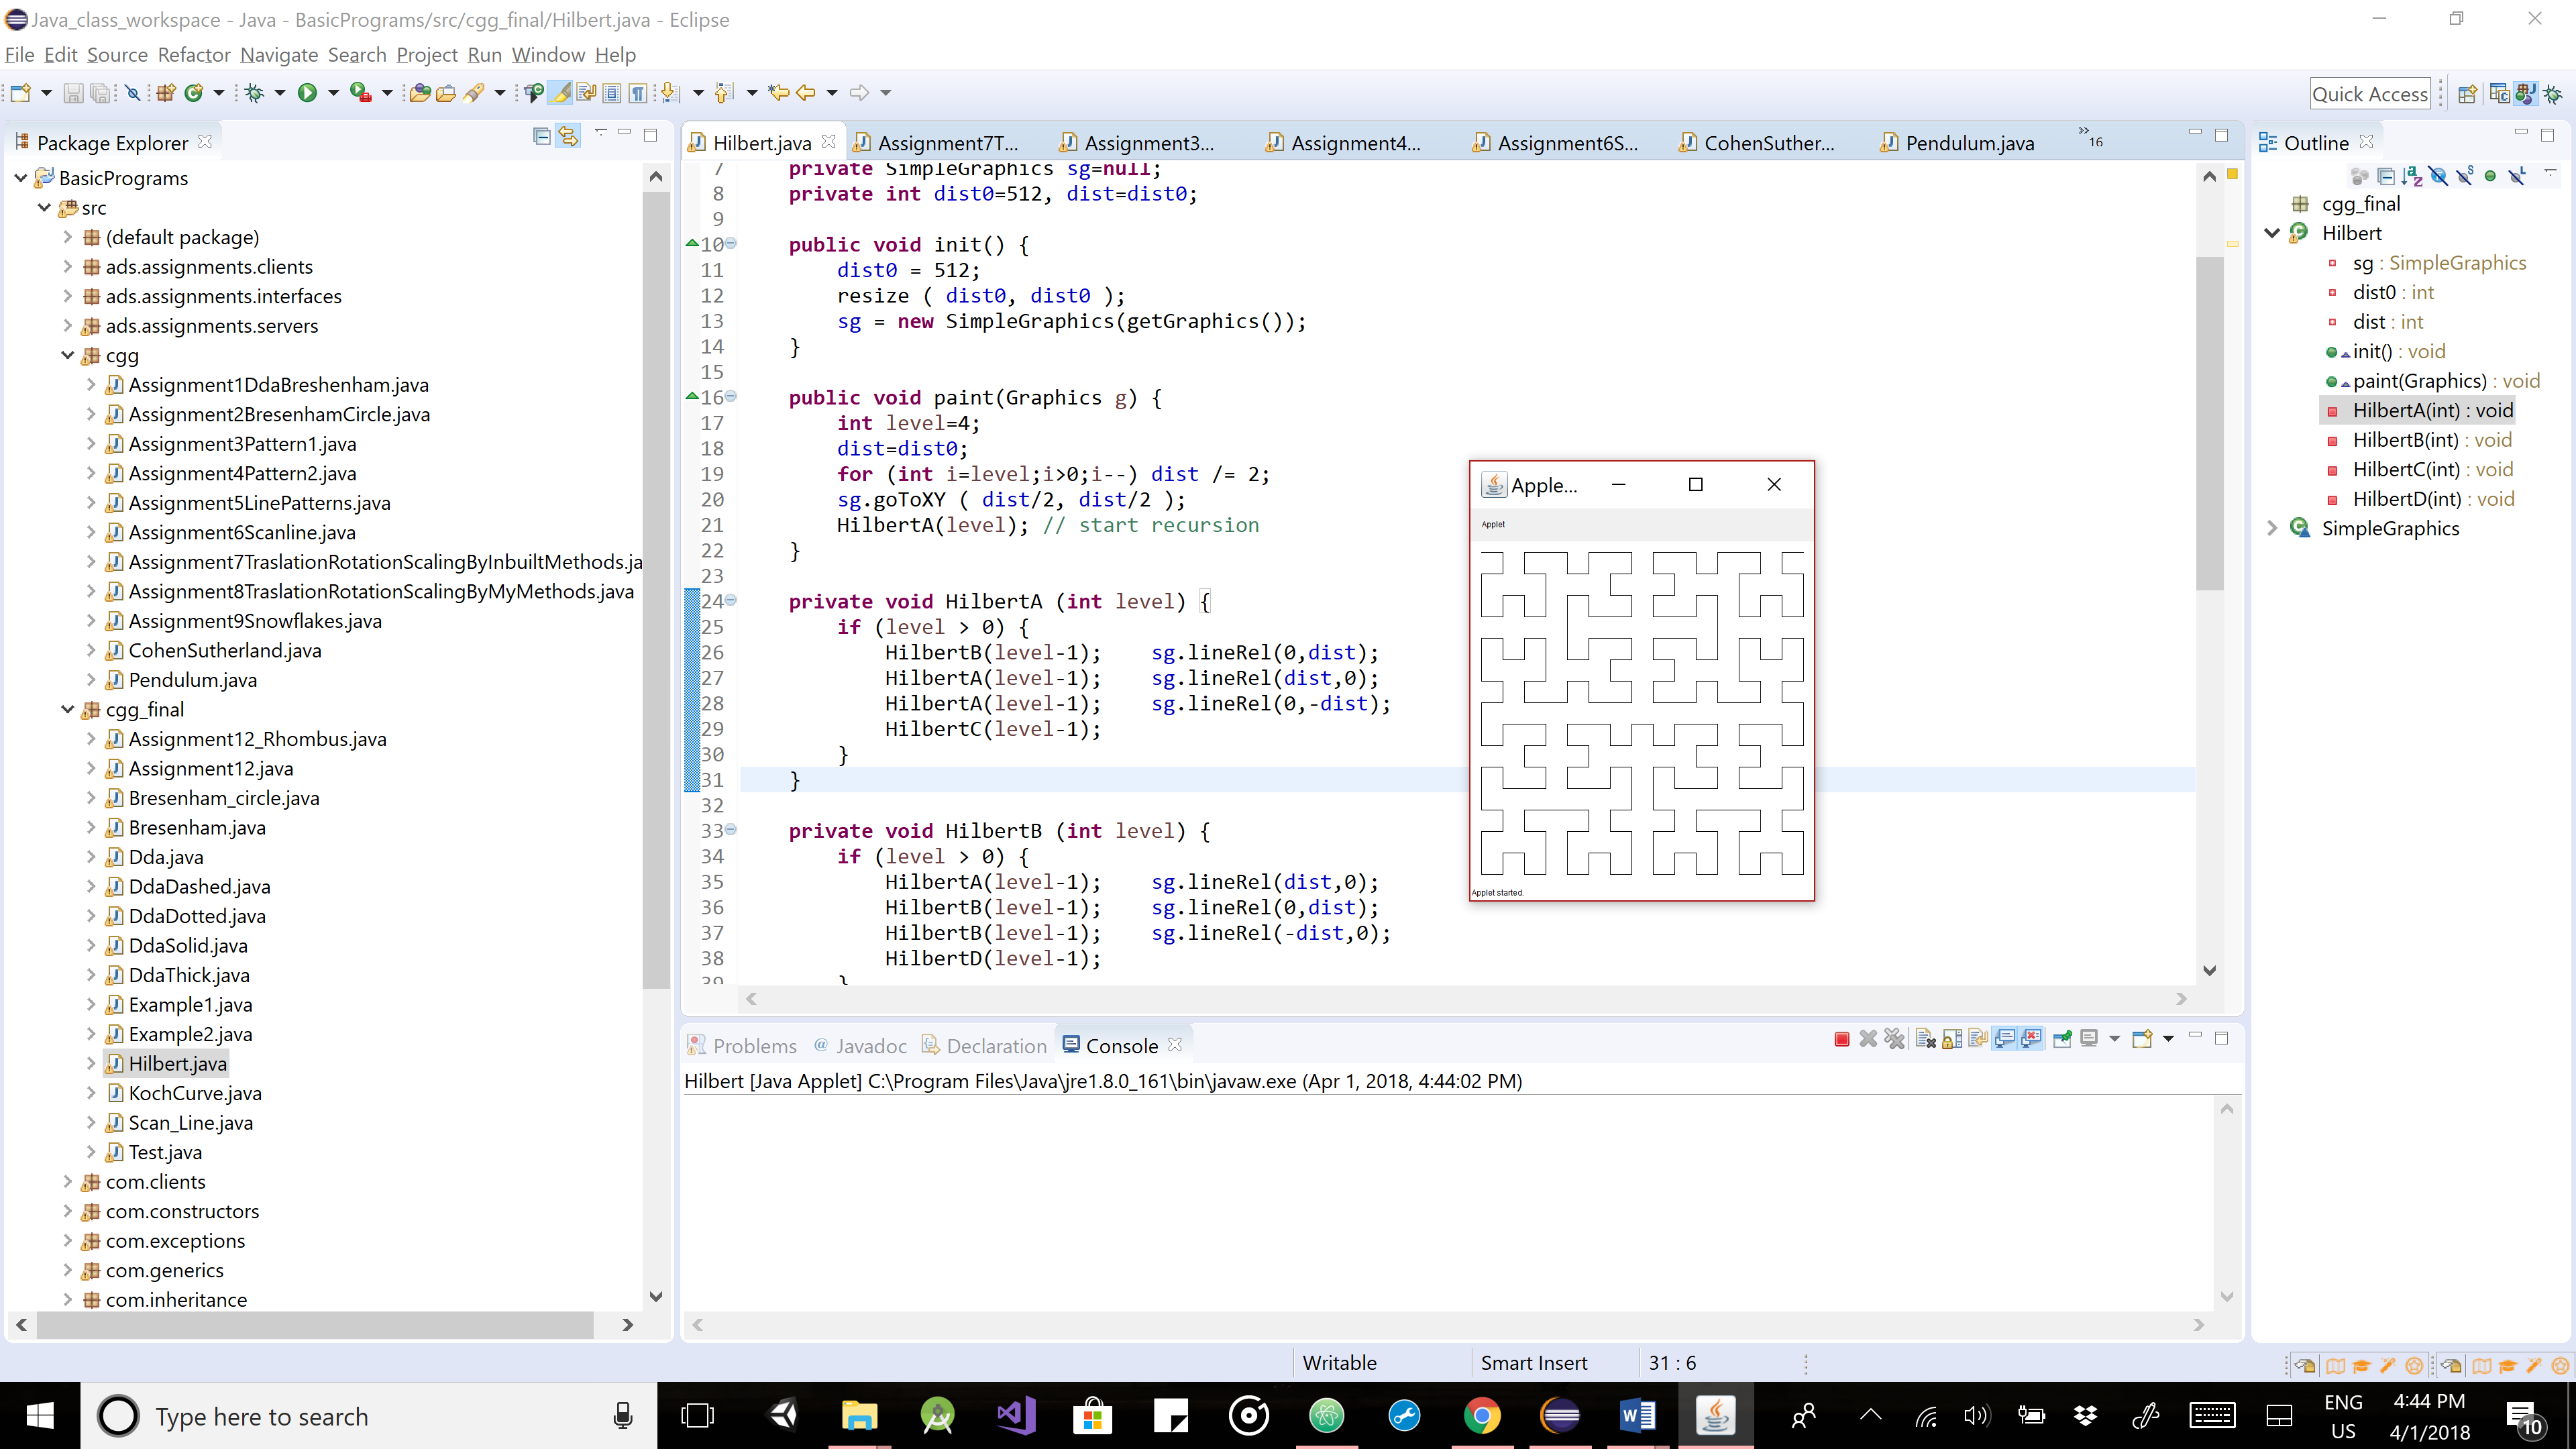 Java_class_workspace - Java - BasicPrograms/src/cgg_final/Hilbert.java - Eclipse
File Edit Source Refactor Navigate Search Project Run Window Help
Quick Access
Package Explorer
BasicPrograms
src
(default package)
ads.assignments.clients
ads.assignments.interfaces
ads.assignments.servers
cgg
Assignment1DdaBreshenham.java
Assignment2BresenhamCircle.java
Assignment3Pattern1.java
Assignment4Pattern2.java
Assignment5LinePatterns.java
Assignment6Scanline.java
Assignment7TraslationRotationScalingByInbuiltMethods.ja
Assignment8TraslationRotationScalingByMyMethods.java
Assignment9Snowflakes.java
CohenSutherland.java
Pendulum.java
cgg_final
Assignment12_Rhombus.java
Assignment12.java
Bresenham_circle.java
Bresenham.java
Dda.java
DdaDashed.java
DdaDotted.java
DdaSolid.java
DdaThick.java
Example1.java
Example2.java
Hilbert.java
KochCurve.java
Scan_Line.java
Test.java
com.clients
com.constructors
com.exceptions
com.generics
com.inheritance
Hilbert.java Assignment7T... Assignment3... Assignment4... Assignment6S... CohenSuther... Pendulum.java »16
7 private SimpleGraphics sg=null;
8 private int dist0=512, dist=dist0;
9
10 public void init() {
11 dist0 = 512;
12 resize ( dist0, dist0 );
13 sg = new SimpleGraphics(getGraphics());
14 }
15
16 public void paint(Graphics g) {
17 int level=4;
18 dist=dist0;
19 for (int i=level;i>0;i--) dist /= 2;
20 sg.goToXY ( dist/2, dist/2 );
21 HilbertA(level); // start recursion
22 }
23
24 private void HilbertA (int level) {
25 if (level > 0) {
26 HilbertB(level-1); sg.lineRel(0,dist);
27 HilbertA(level-1); sg.lineRel(dist,0);
28 HilbertA(level-1); sg.lineRel(0,-dist);
29 HilbertC(level-1);
30 }
31 }
32
33 private void HilbertB (int level) {
34 if (level > 0) {
35 HilbertA(level-1); sg.lineRel(dist,0);
36 HilbertB(level-1); sg.lineRel(0,dist);
37 HilbertB(level-1); sg.lineRel(-dist,0);
38 HilbertD(level-1);
39 }
Apple...
Applet
Applet started.
Problems @ Javadoc Declaration Console
Hilbert [Java Applet] C:\Program Files\Java\jre1.8.0_161\bin\javaw.exe (Apr 1, 2018, 4:44:02 PM)
Outline
cgg_final
Hilbert
sg : SimpleGraphics
dist0 : int
dist : int
init() : void
paint(Graphics) : void
HilbertA(int) : void
HilbertB(int) : void
HilbertC(int) : void
HilbertD(int) : void
SimpleGraphics
Writable Smart Insert 31 : 6
Type here to search
ENG
US
4:44 PM
4/1/2018
10